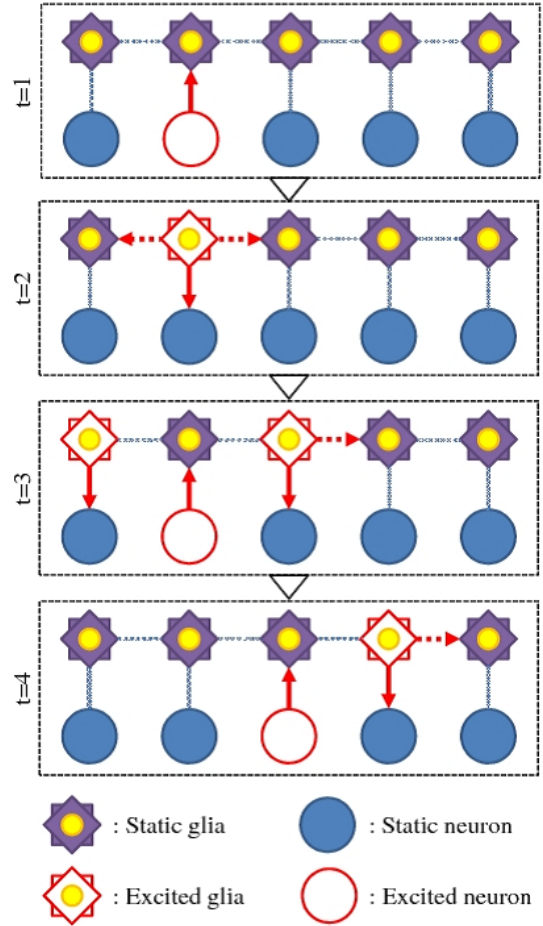 t=1
t=2
t=3
t=4
: Static glia
: Static neuron
: Excited glia
: Excited neuron